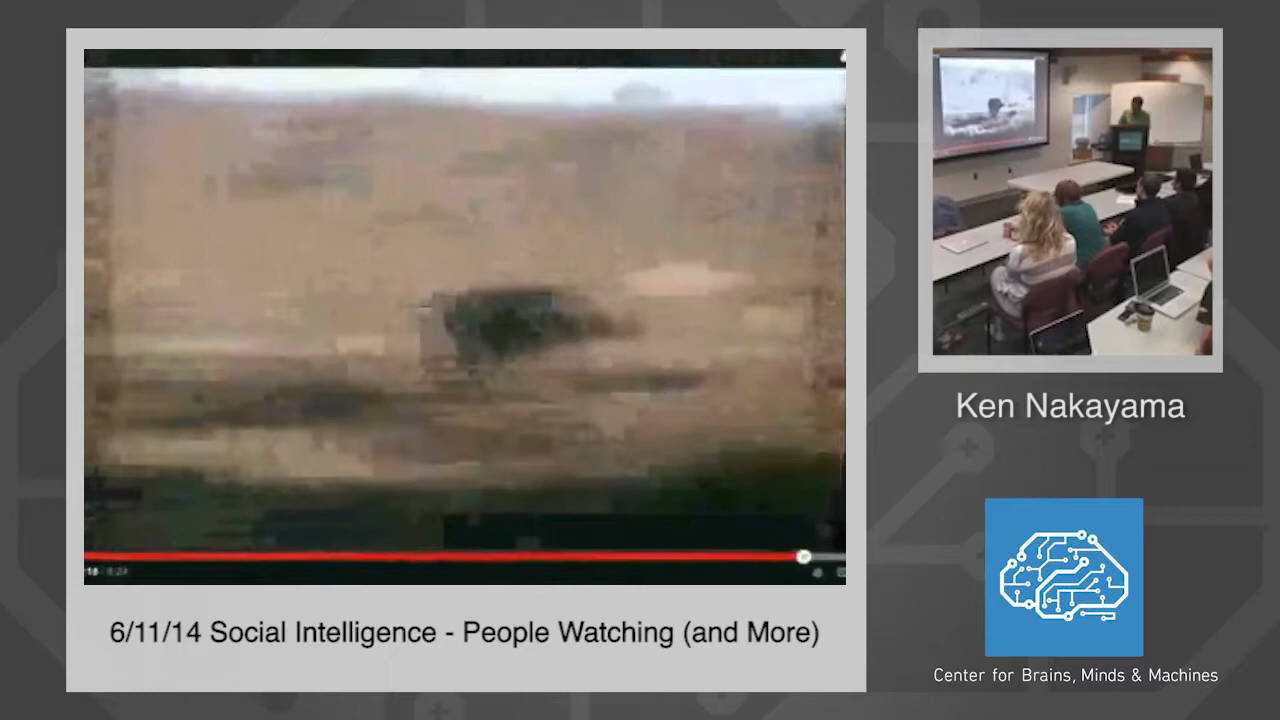 6/11/14 Social Intelligence - People Watching (and More)
Ken Nakayama
Center for Brains, Minds & Machines